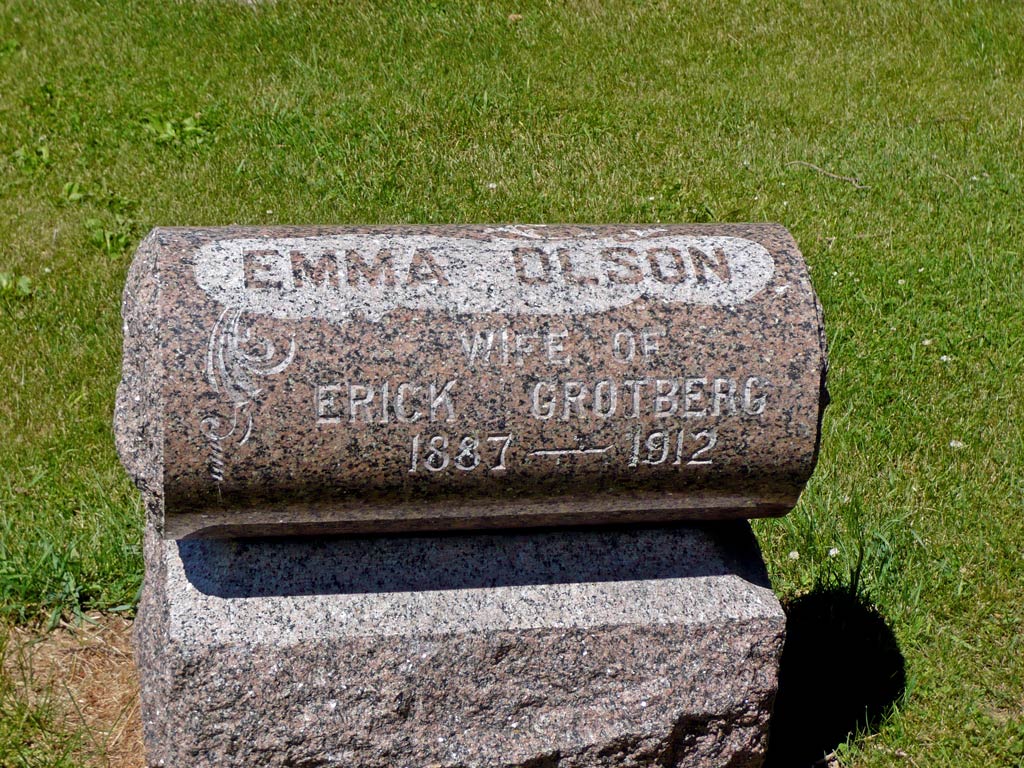 EMMA OLSON
WIFE OF
ERICK GROTBERG
1887 — 1912